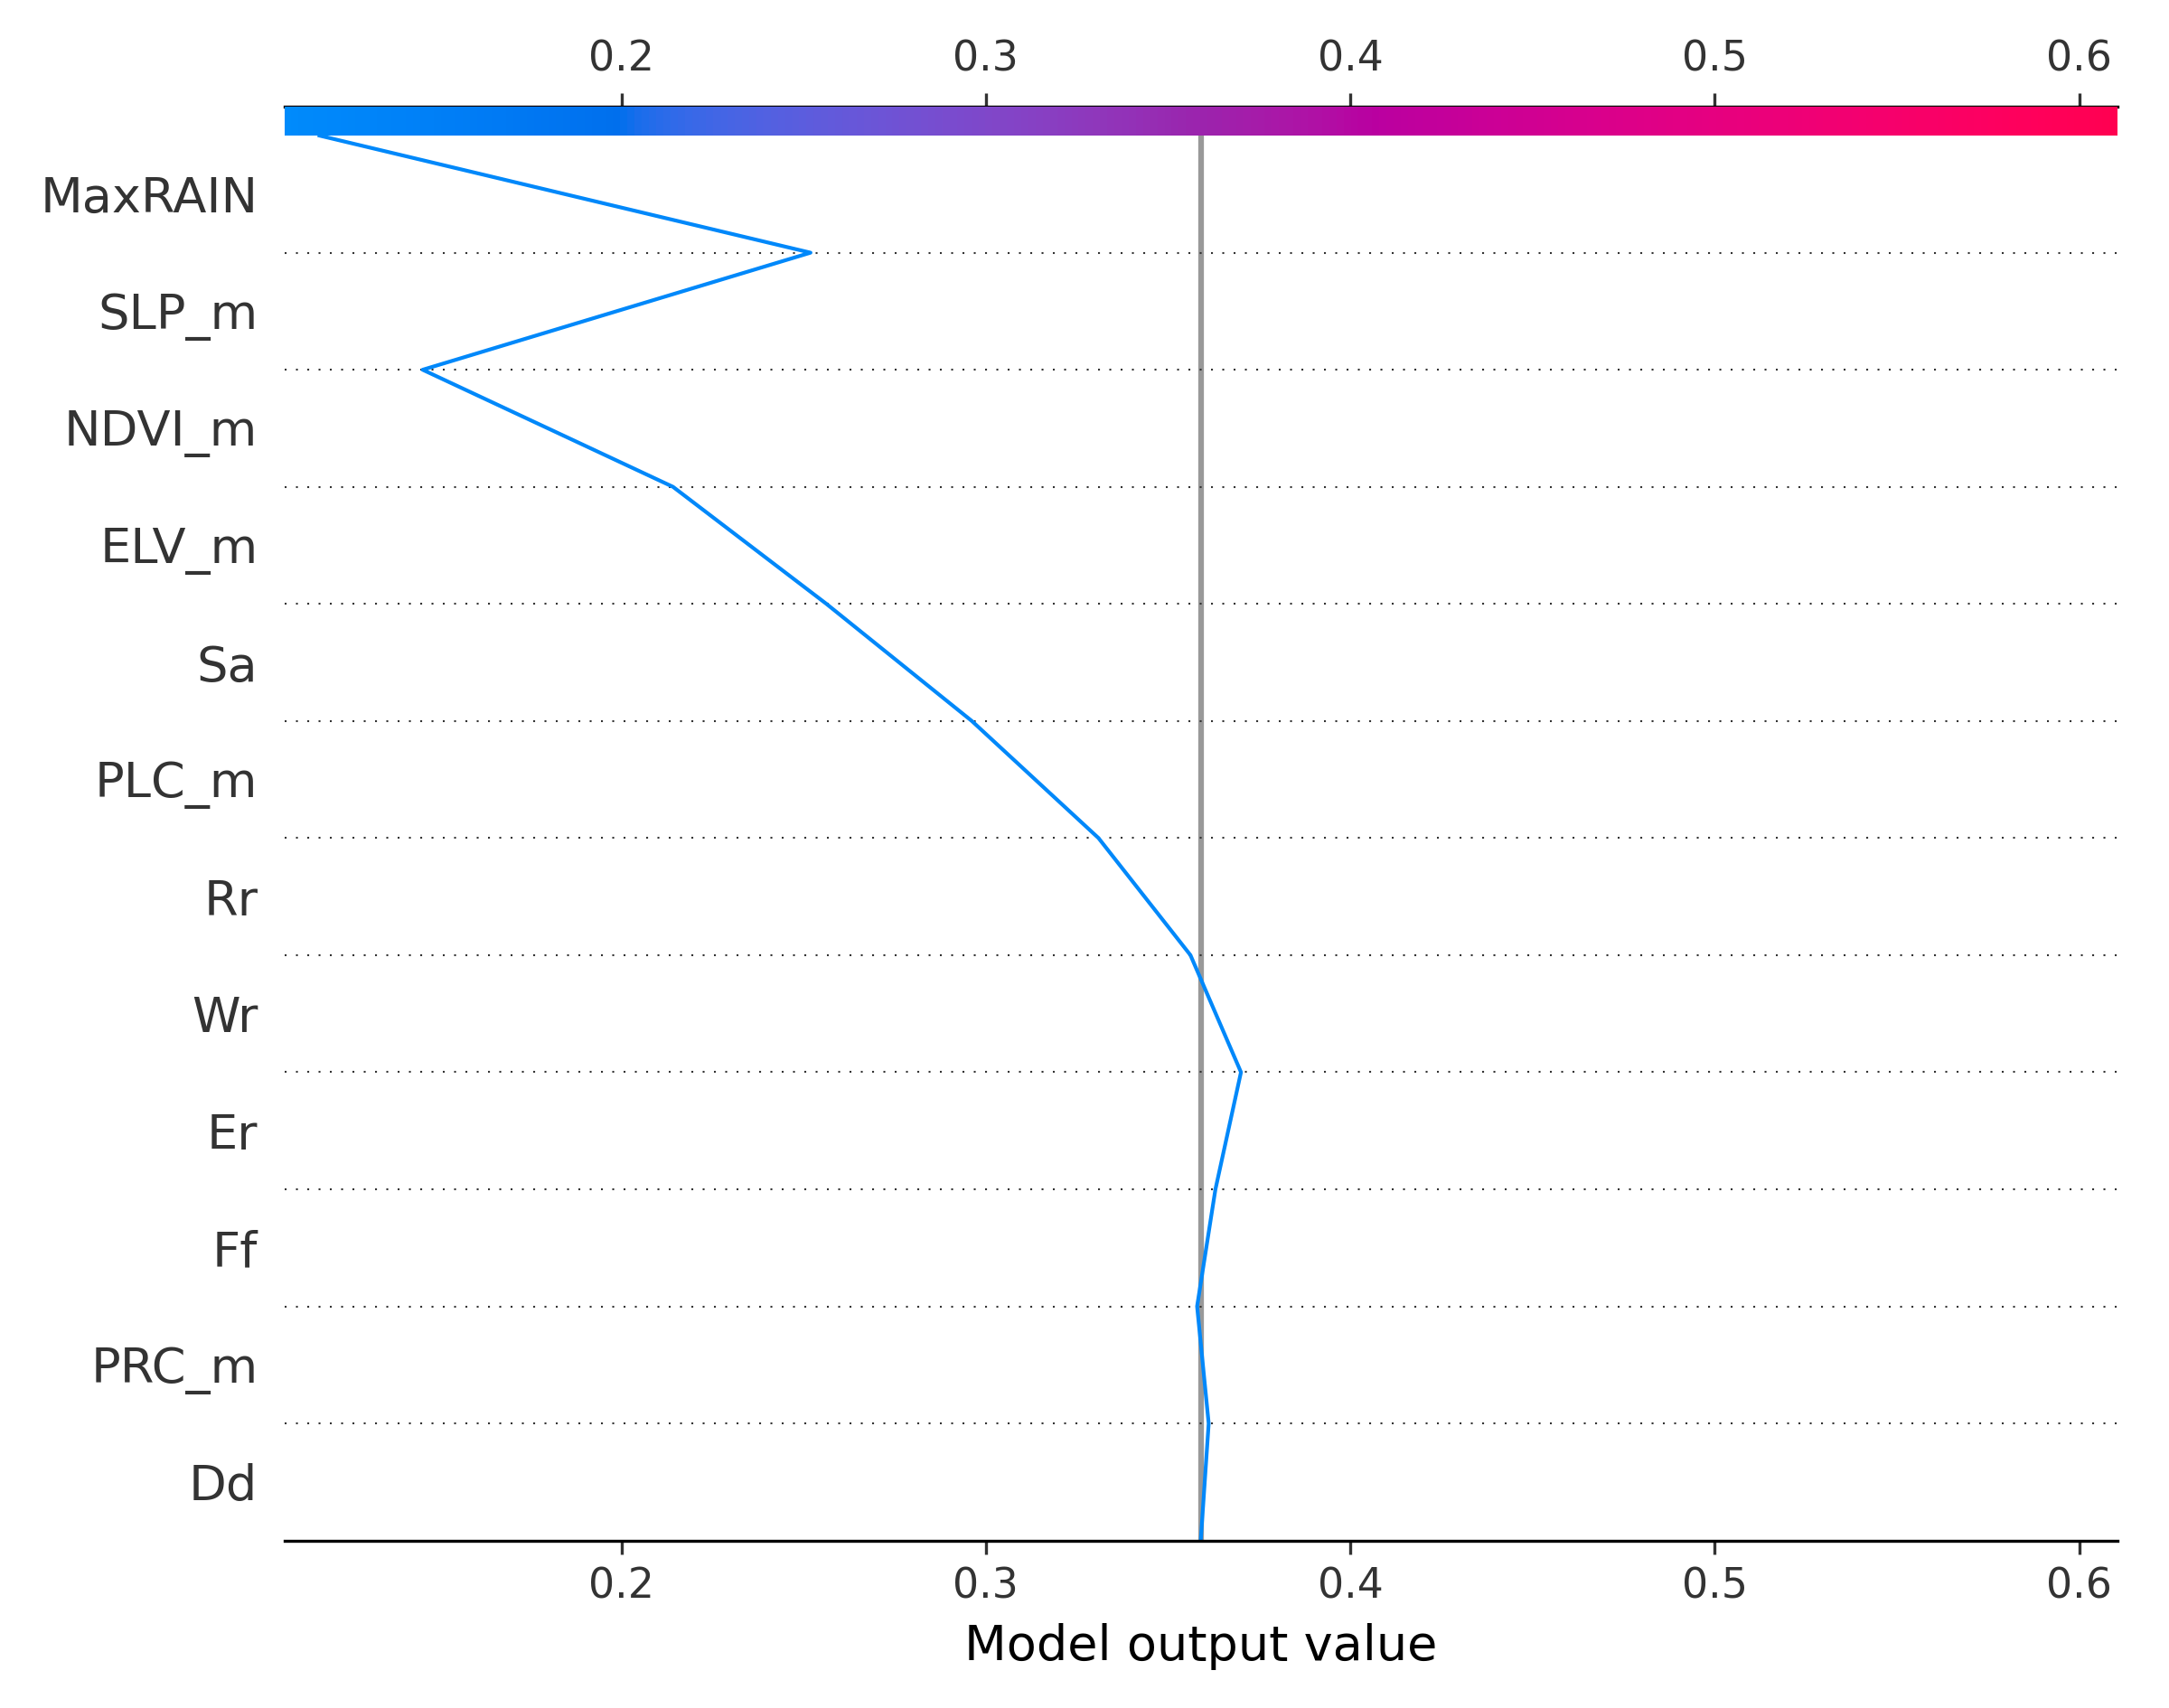 0.2 0.3 0.4 0.5 0.6
MaxRAIN
SLP_m
NDVI_m
ELV_m
Sa
PLC_m
Rr
Wr
Er
Ff
PRC_m
Dd
0.2 0.3 0.4 0.5 0.6
Model output value